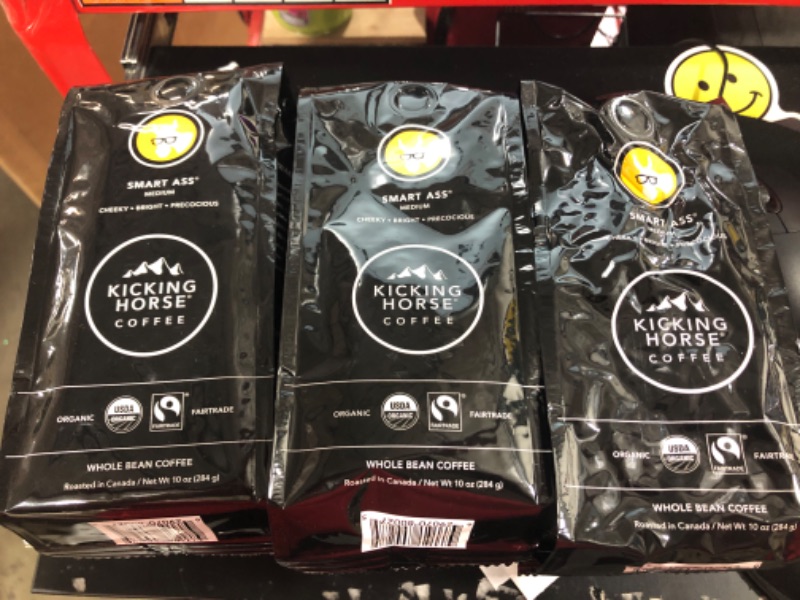 SMART ASS®
MEDIUM
CHEEKY • BRIGHT • PRECOCIOUS
KICKING
HORSE®
COFFEE
ORGANIC USDA ORGANIC FAIRTRADE FAIRTRADE
WHOLE BEAN COFFEE
Roasted in Canada / Net Wt 10 oz (284 g)
SMART ASS®
MEDIUM
CHEEKY • BRIGHT • PRECOCIOUS
KICKING
HORSE®
COFFEE
ORGANIC USDA ORGANIC FAIRTRADE FAIRTRADE
WHOLE BEAN COFFEE
Roasted in Canada / Net Wt 10 oz (284 g)
SMART ASS®
KICKING
HORSE®
COFFEE
ORGANIC USDA ORGANIC FAIRTRADE FAIRTRA
WHOLE BEAN COFFEE
Roasted in Canada / Net Wt 10 oz (284 g)